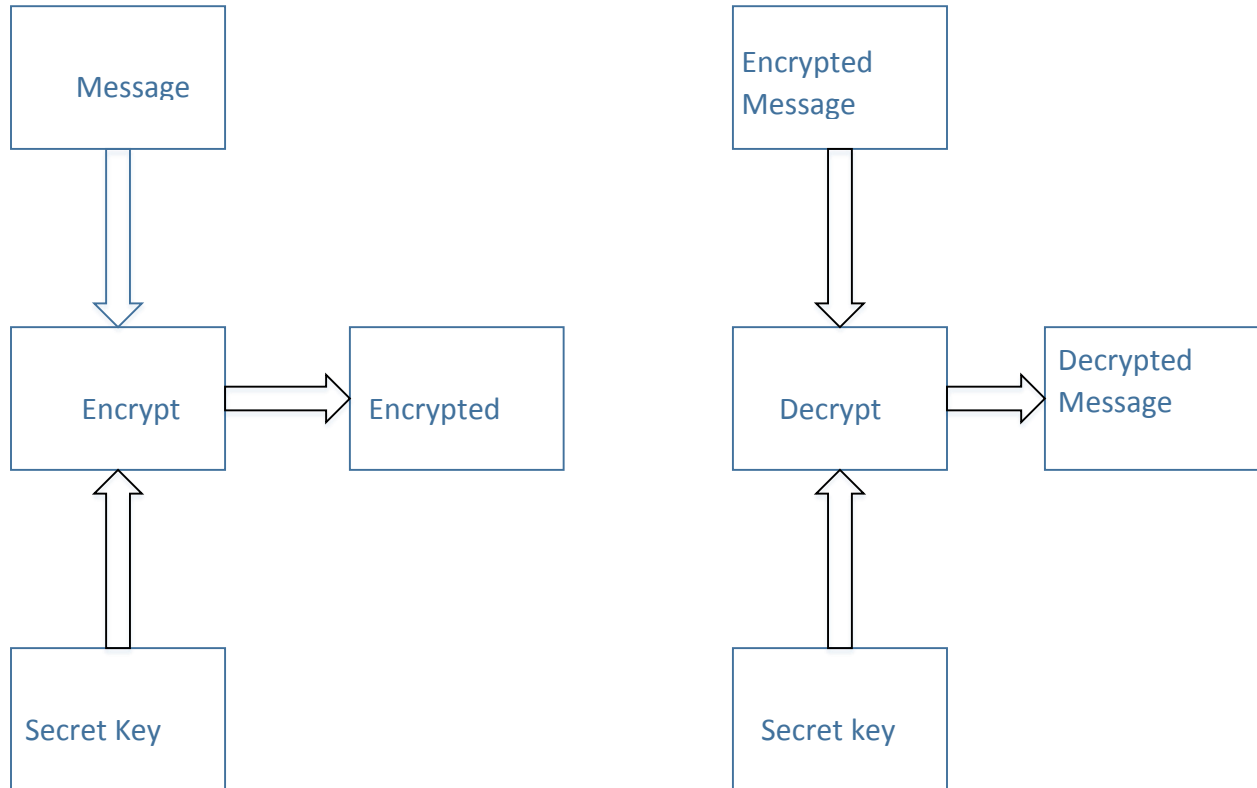 Message
Encrypted
Message
Encrypt
Encrypted
Decrypt
Decrypted
Message
Secret Key
Secret key